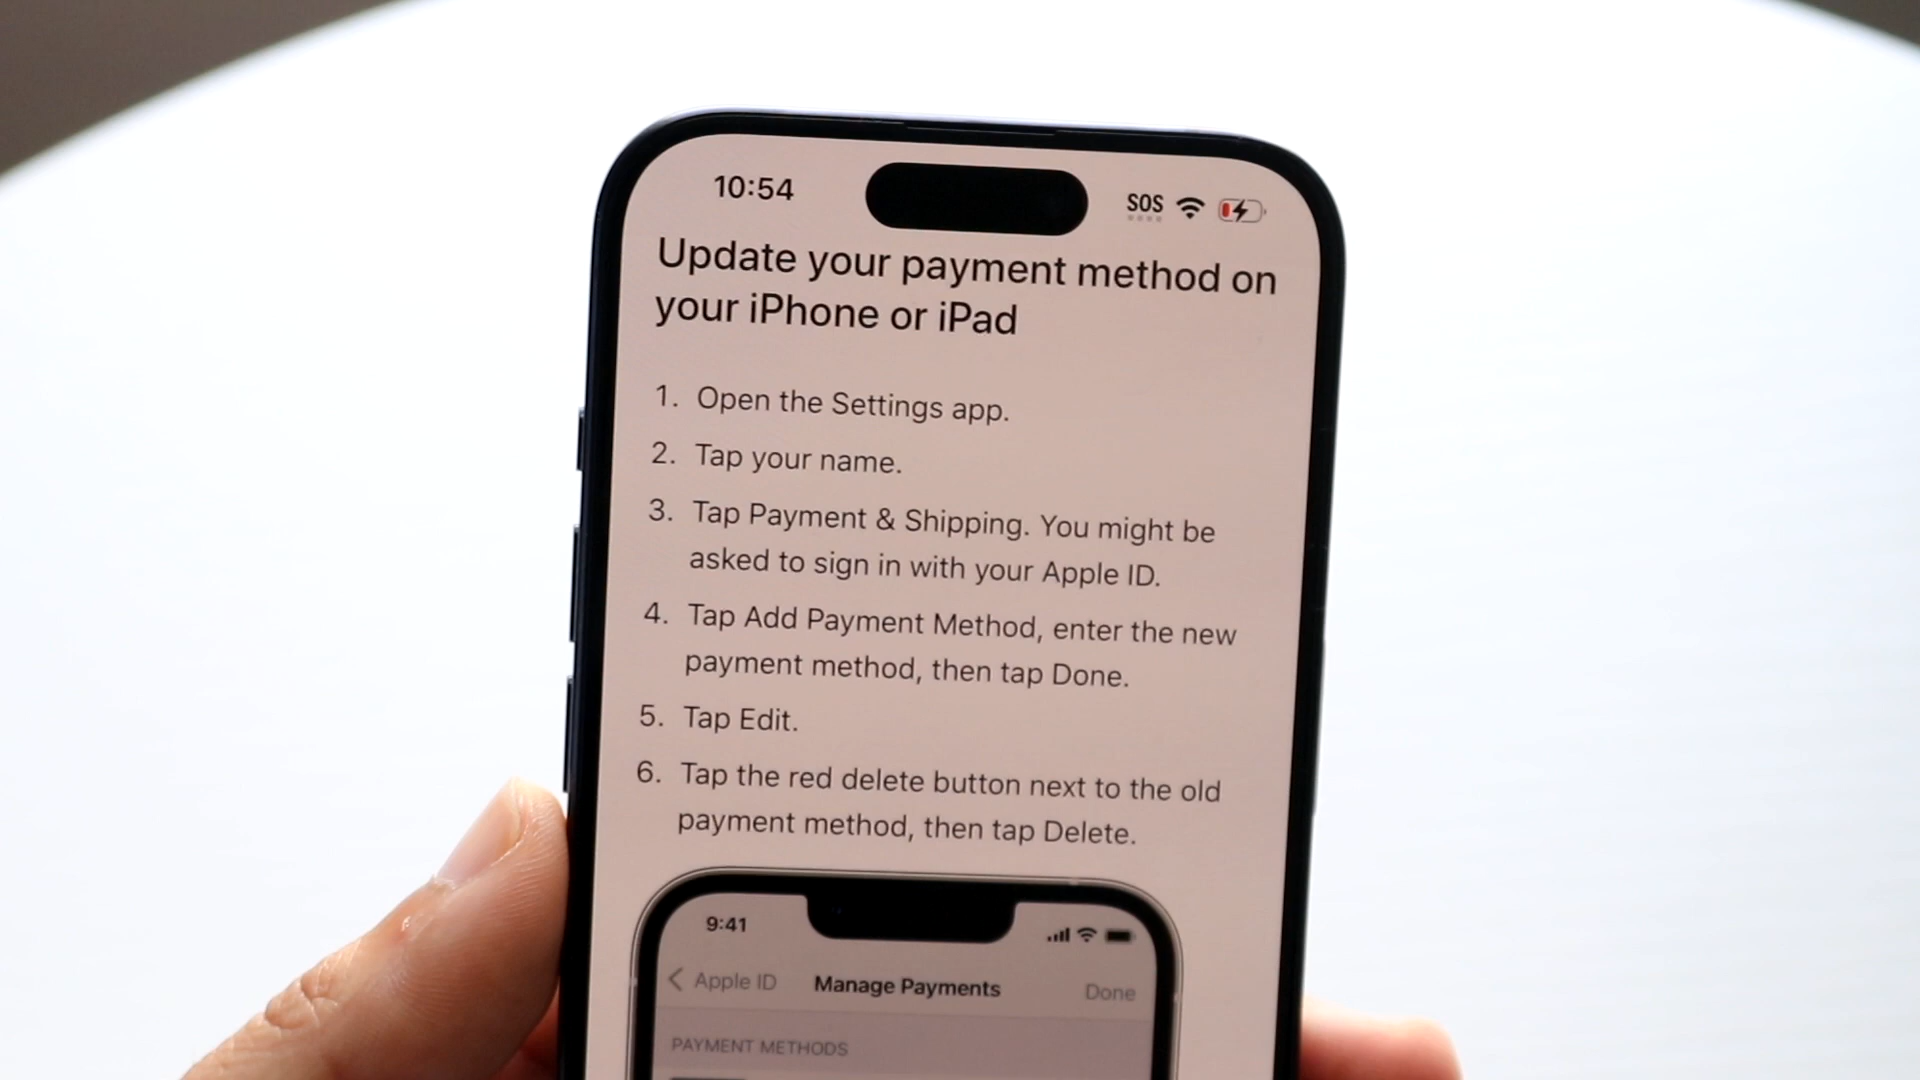 10:54
SOS
Update your payment method on
your iPhone or iPad
1. Open the Settings app.
2. Tap your name.
3. Tap Payment & Shipping. You might be
asked to sign in with your Apple ID.
4. Tap Add Payment Method, enter the new
payment method, then tap Done.
5. Tap Edit.
6. Tap the red delete button next to the old
payment method, then tap Delete.
9:41
Apple ID Manage Payments Done
PAYMENT METHODS